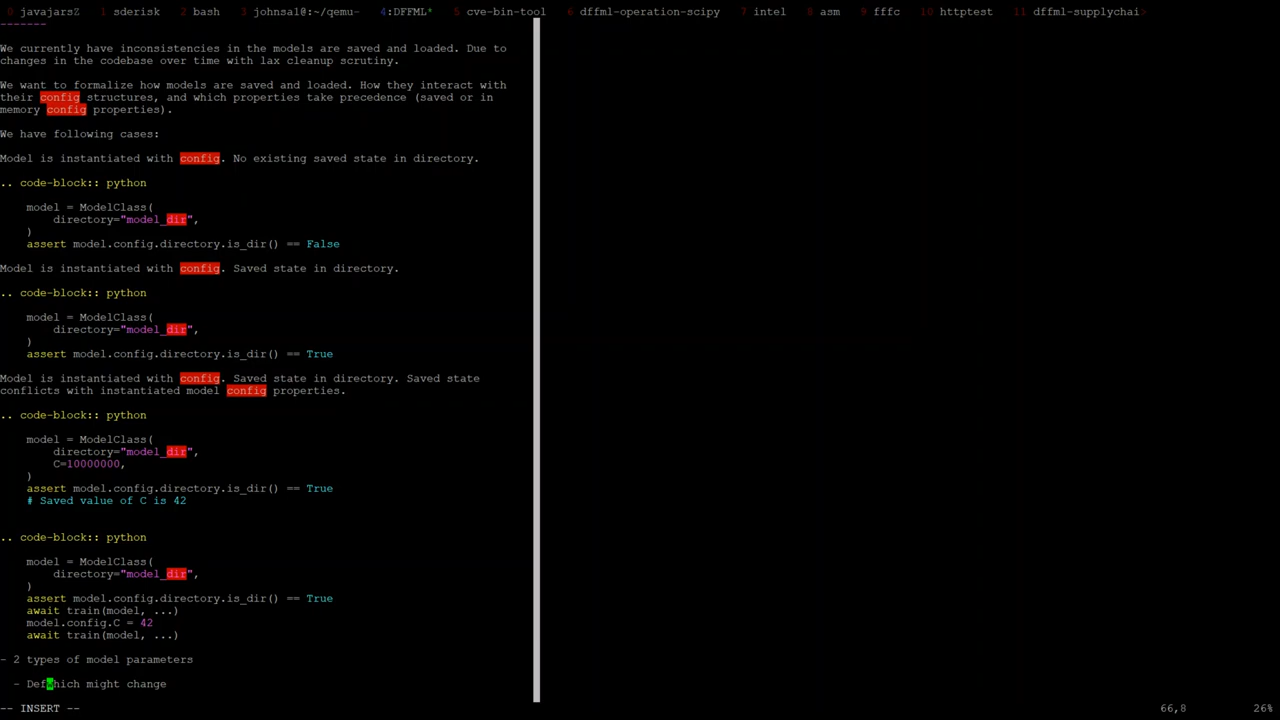 0 javajarsZ 1 sderisk 2 bash 3 johnsa1@:~/qemu- 4:DFFML* 5 cve-bin-tool 6 dffml-operation-scipy 7 intel 8 asm 9 fffc 10 httptest 11 dffml-supplychai>
-------
We currently have inconsistencies in the models are saved and loaded. Due to
changes in the codebase over time with lax cleanup scrutiny.
We want to formalize how models are saved and loaded. How they interact with
their config structures, and which properties take precedence (saved or in
memory config properties).
We have following cases:
Model is instantiated with config. No existing saved state in directory.
.. code-block:: python
model = ModelClass(
directory="model_dir",
)
assert model.config.directory.is_dir() == False
Model is instantiated with config. Saved state in directory.
.. code-block:: python
model = ModelClass(
directory="model_dir",
)
assert model.config.directory.is_dir() == True
Model is instantiated with config. Saved state in directory. Saved state
conflicts with instantiated model config properties.
.. code-block:: python
model = ModelClass(
directory="model_dir",
C=10000000,
)
assert model.config.directory.is_dir() == True
# Saved value of C is 42
.. code-block:: python
model = ModelClass(
directory="model_dir",
)
assert model.config.directory.is_dir() == True
await train(model, ...)
model.config.C = 42
await train(model, ...)
- 2 types of model parameters
- Defwhich might change
-- INSERT -- 66,8 26%